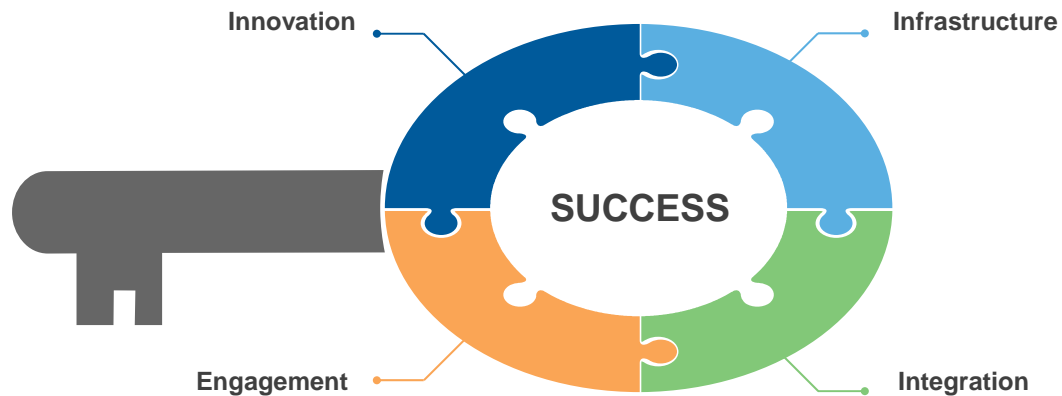 Innovation
Infrastructure
SUCCESS
Engagement
Integration